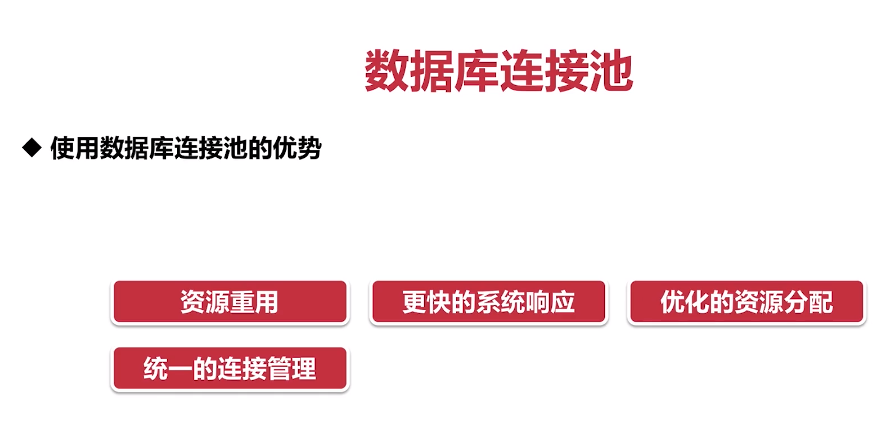 数据库连接池
◆ 使用数据库连接池的优势
资源重用
更快的系统响应
优化的资源分配
统一的连接管理